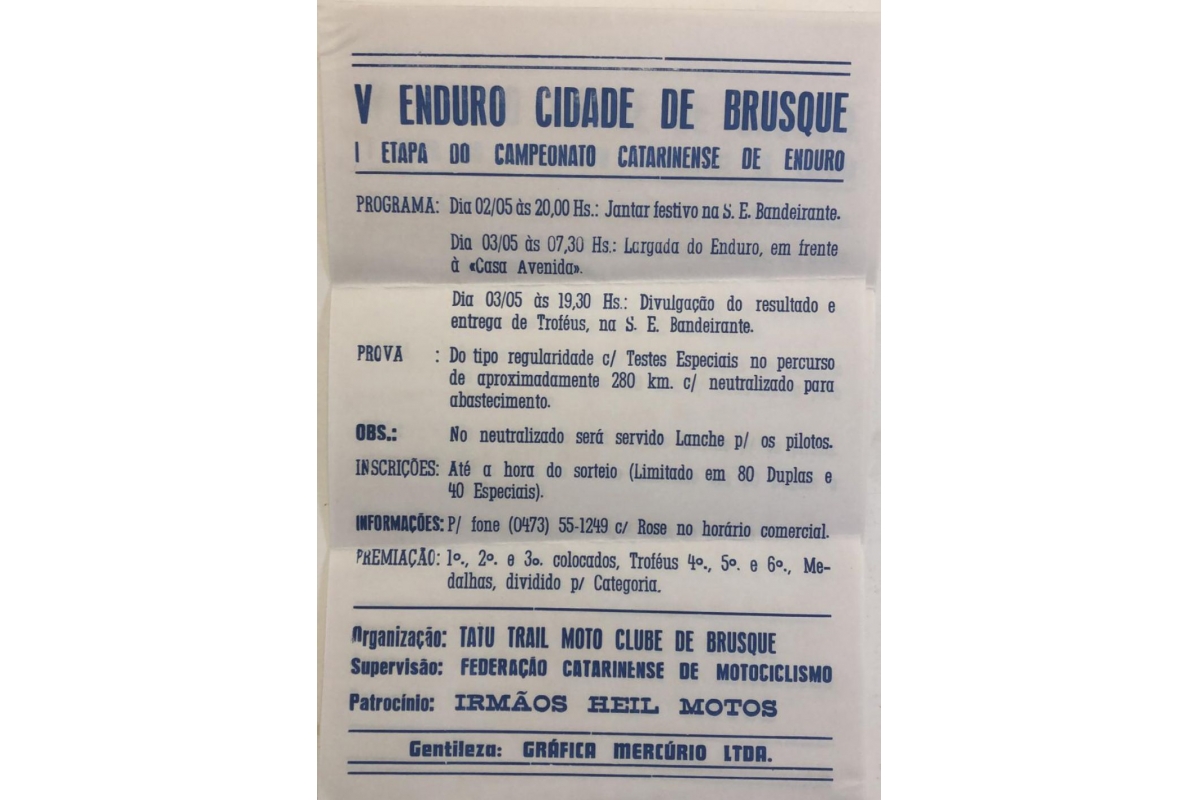 V ENDURO CIDADE DE BRUSQUE
I ETAPA DO CAMPEONATO CATARINENSE DE ENDURO
PROGRAMA: Dia 02/05 às 20,00 Hs.: Jantar festivo na S. E. Bandeirante.
Dia 03/05 às 07,30 Hs.: Largada do Enduro, em frente
à «Casa Avenida».
Dia 03/05 às 19,30 Hs.: Divulgação do resultado e
entrega de Troféus, na S. E. Bandeirante.
PROVA : Do tipo regularidade c/ Testes Especiais no percurso
de aproximadamente 280 km. c/ neutralizado para
abastecimento.
OBS.: No neutralizado será servido Lanche p/ os pilotos.
INSCRIÇÕES: Até a hora do sorteio (Limitado em 80 Duplas e
40 Especiais).
INFORMAÇÕES: P/ fone (0473) 55-1249 c/ Rose no horário comercial.
PREMIAÇÃO: 1º., 2º. e 3º. colocados, Troféus 4º., 5º. e 6º., Me-
dalhas, dividido p/ Categoria.
Organização: TATU TRAIL MOTO CLUBE DE BRUSQUE
Supervisão: FEDERAÇÃO CATARINENSE DE MOTOCICLISMO
Patrocínio: IRMÃOS HEIL MOTOS
Gentileza: GRÁFICA MERCÚRIO LTDA.